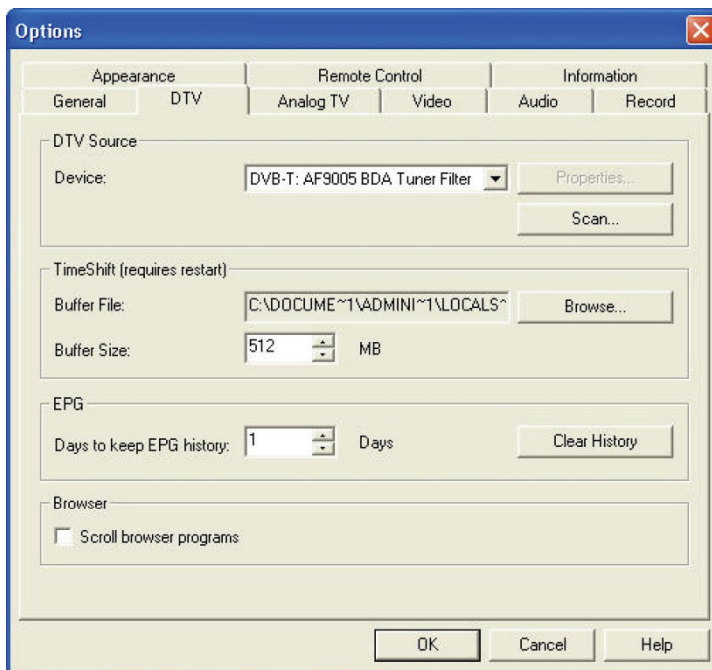 Options
Appearance Remote Control Information
General DTV Analog TV Video Audio Record
DTV Source
Device: DVB-T: AF9005 BDA Tuner Filter Properties...
Scan...
TimeShift (requires restart)
Buffer File: C:\DOCUME~1\ADMINI~1\LOCALS~ Browse...
Buffer Size: 512 MB
EPG
Days to keep EPG history: 1 Days Clear History
Browser
Scroll browser programs
OK Cancel Help